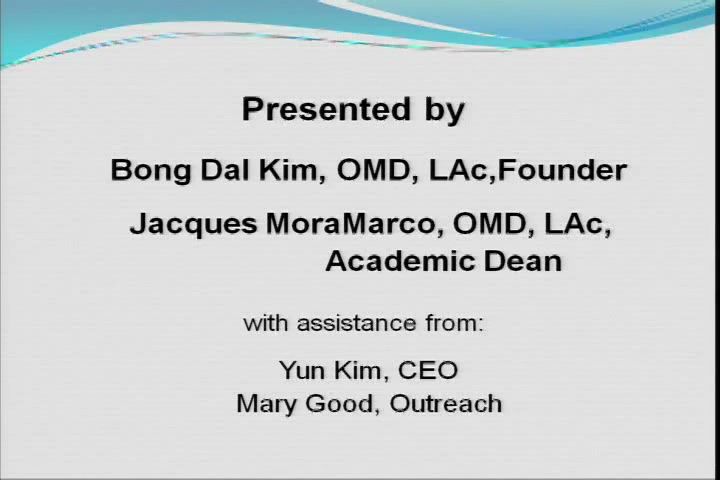 Presented by
Bong Dal Kim, OMD, LAc,Founder
Jacques MoraMarco, OMD, LAc,
Academic Dean
with assistance from:
Yun Kim, CEO
Mary Good, Outreach